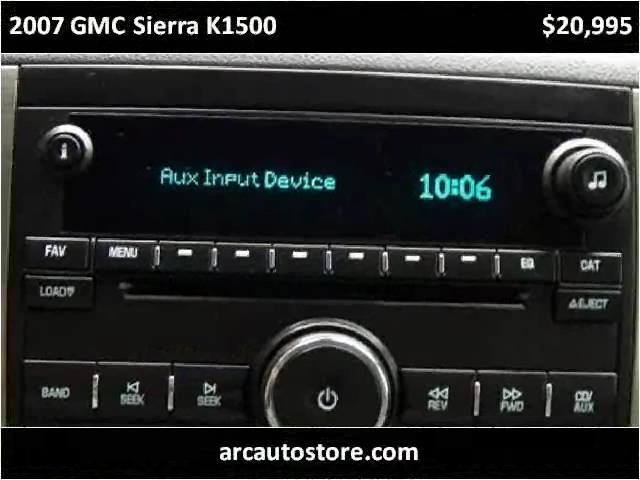 2007 GMC Sierra K1500 $20,995
Aux Input Device 10:06
FAV MENU EQ CAT
LOAD EJECT
BAND SEEK SEEK REV FWD CD/AUX
arcautostore.com